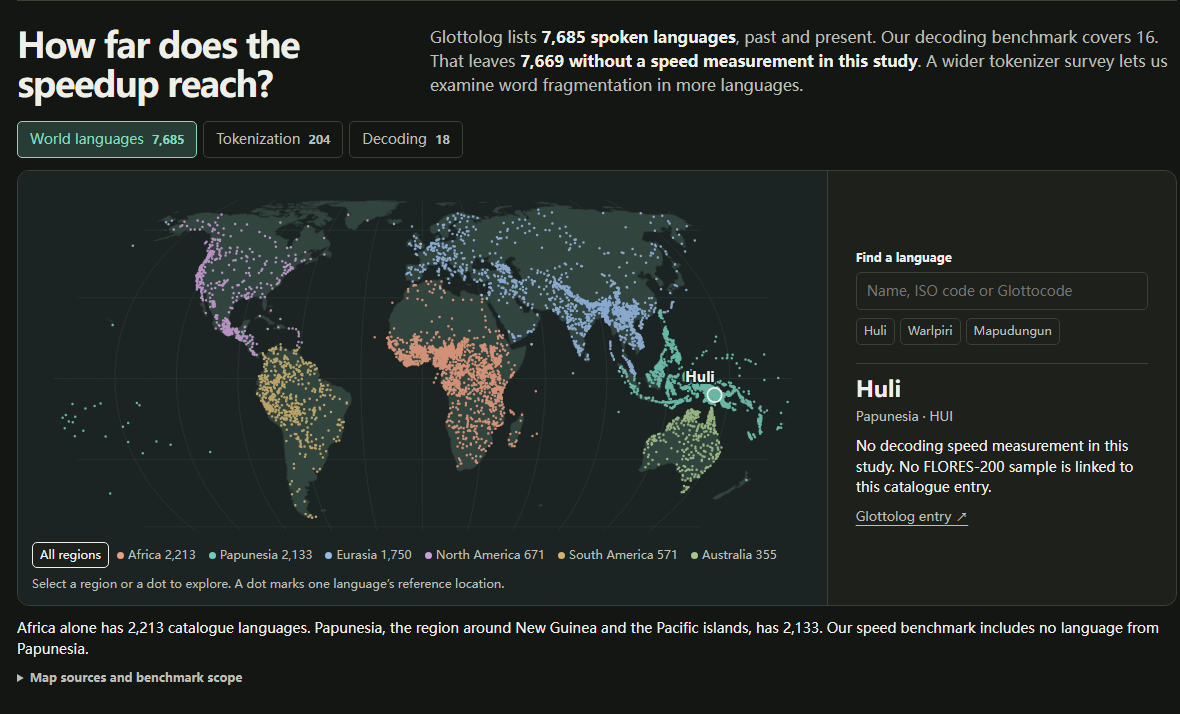 How far does the
speedup reach?
Glottolog lists 7,685 spoken languages, past and present. Our decoding benchmark covers 16.
That leaves 7,669 without a speed measurement in this study. A wider tokenizer survey lets us
examine word fragmentation in more languages.
World languages 7,685
Tokenization 204
Decoding 18
Huli
All regions
Africa 2,213
Papunesia 2,133
Eurasia 1,750
North America 671
South America 571
Australia 355
Select a region or a dot to explore. A dot marks one language’s reference location.
Find a language
Name, ISO code or Glottocode
Huli
Warlpiri
Mapudungun
Huli
Papunesia · HUI
No decoding speed measurement in this
study. No FLORES-200 sample is linked to
this catalogue entry.
Glottolog entry ↗
Africa alone has 2,213 catalogue languages. Papunesia, the region around New Guinea and the Pacific islands, has 2,133. Our speed benchmark includes no language from
Papunesia.
▸ Map sources and benchmark scope